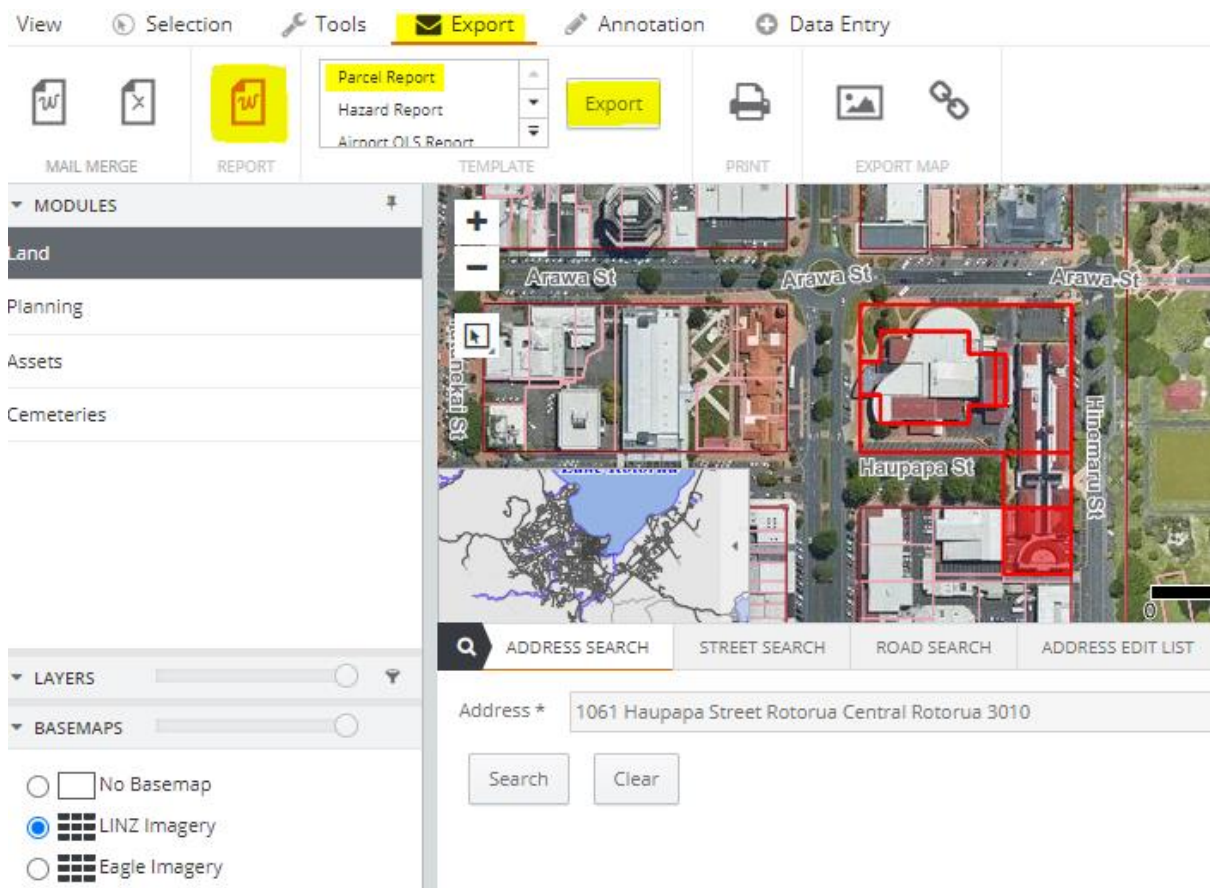 View Selection Tools Export Annotation Data Entry
Parcel Report
Hazard Report
Airport OLS Report
Export
MAIL MERGE REPORT TEMPLATE PRINT EXPORT MAP
MODULES
Land
Planning
Assets
Cemeteries
LAYERS
BASEMAPS
No Basemap
LINZ Imagery
Eagle Imagery
Arawa St Arawa St Arawa St
Haupapa St
Hinemaru St
Lake Rotorua
0
ADDRESS SEARCH STREET SEARCH ROAD SEARCH ADDRESS EDIT LIST
Address * 1061 Haupapa Street Rotorua Central Rotorua 3010
Search Clear